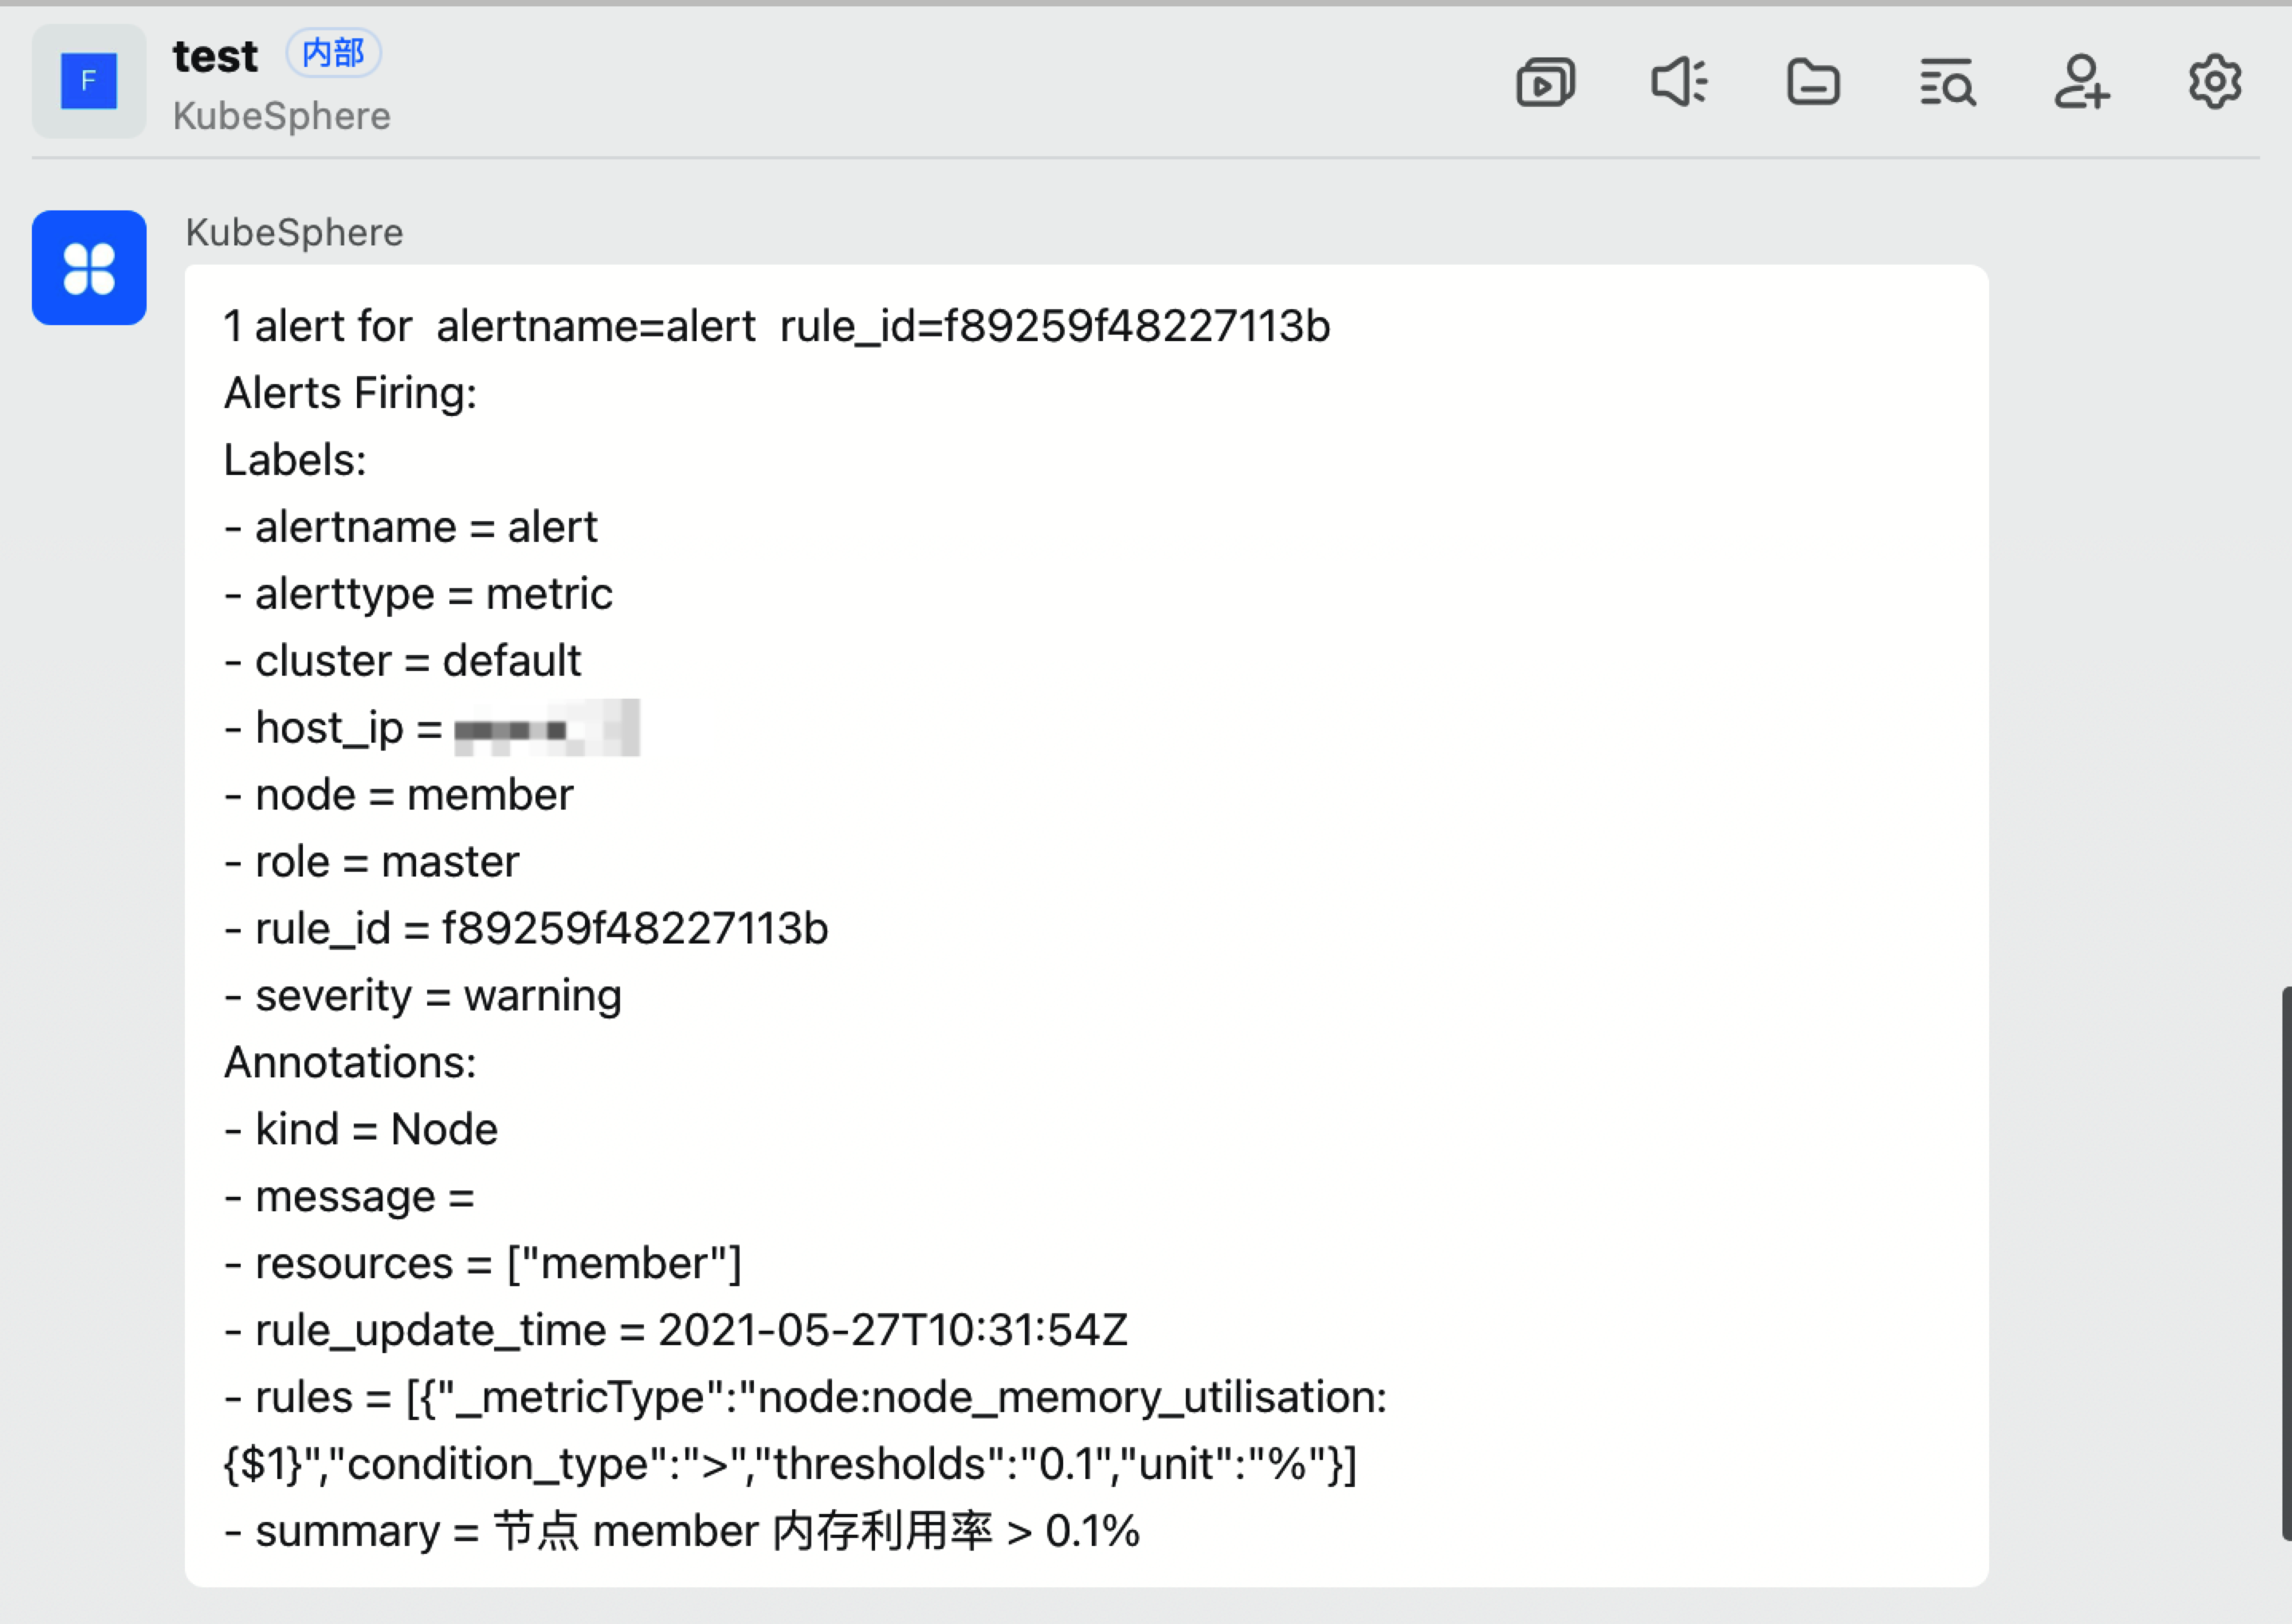 F
test 内部
KubeSphere
KubeSphere
1 alert for  alertname=alert  rule_id=f89259f48227113b
Alerts Firing:
Labels:
- alertname = alert
- alerttype = metric
- cluster = default
- host_ip =
- node = member
- role = master
- rule_id = f89259f48227113b
- severity = warning
Annotations:
- kind = Node
- message =
- resources = ["member"]
- rule_update_time = 2021-05-27T10:31:54Z
- rules = [{"_metricType":"node:node_memory_utilisation:
{$1}","condition_type":">","thresholds":"0.1","unit":"%"}]
- summary = 节点 member 内存利用率 > 0.1%